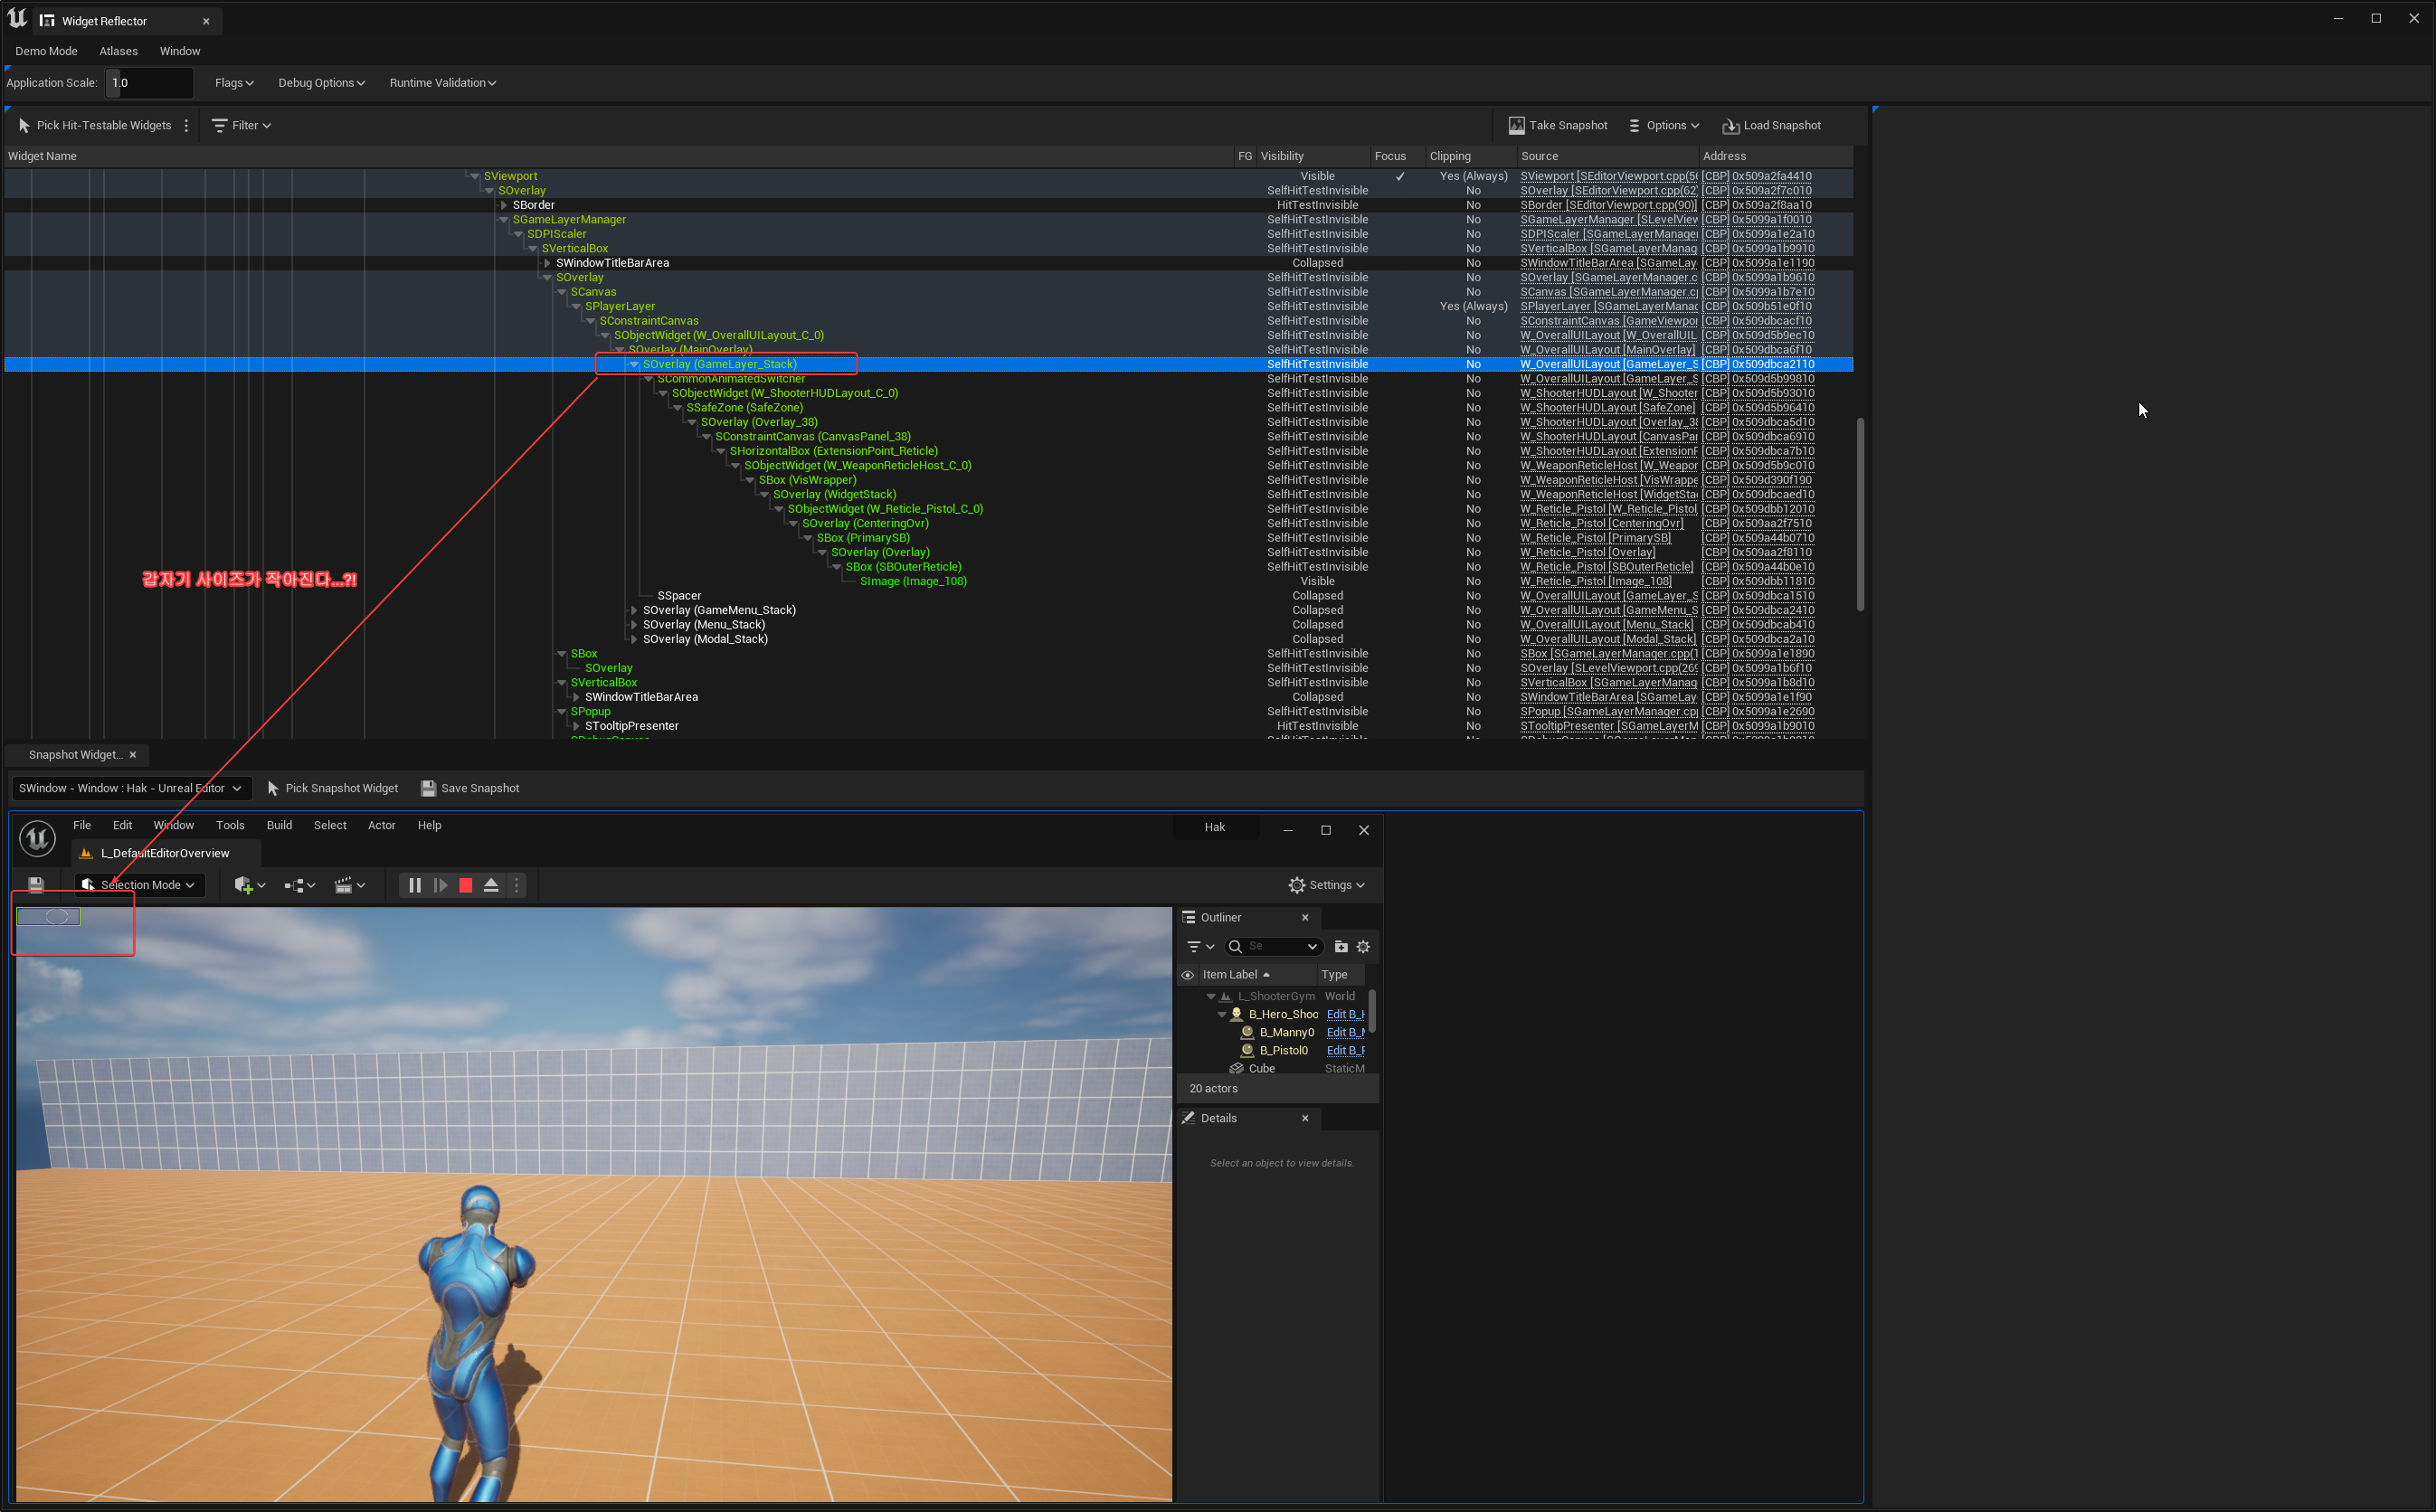 Widget Reflector
Demo Mode Atlases Window
Application Scale: 1.0 Flags Debug Options Runtime Validation
Pick Hit-Testable Widgets Filter Take Snapshot Options Load Snapshot
Widget Name FG Visibility Focus Clipping Source Address
SViewport Visible ✓ Yes (Always) SViewport [SEditorViewport.cpp(5 [CBP] 0x509a2fa4410
SOverlay SelfHitTestInvisible No SOverlay [SEditorViewport.cpp(62 [CBP] 0x509a2f7c010
SBorder HitTestInvisible No SBorder [SEditorViewport.cpp(90)] [CBP] 0x509a2f8aa10
SGameLayerManager SelfHitTestInvisible No SGameLayerManager [SLevelView [CBP] 0x5099a1f0010
SDPIScaler SelfHitTestInvisible No SDPIScaler [SGameLayerManager [CBP] 0x5099a1e2a10
SVerticalBox SelfHitTestInvisible No SVerticalBox [SGameLayerManag [CBP] 0x5099a1b9910
SWindowTitleBarArea Collapsed No SWindowTitleBarArea [SGameLay [CBP] 0x5099a1e1190
SOverlay SelfHitTestInvisible No SOverlay [SGameLayerManager.c [CBP] 0x5099a1b9610
SCanvas SelfHitTestInvisible No SCanvas [SGameLayerManager.c [CBP] 0x5099a1b7e10
SPlayerLayer SelfHitTestInvisible Yes (Always) SPlayerLayer [SGameLayerManag [CBP] 0x509b51e0f10
SConstraintCanvas SelfHitTestInvisible No SConstraintCanvas [GameViewpor [CBP] 0x509dbcacf10
SObjectWidget (W_OverallUILayout_C_0) SelfHitTestInvisible No W_OverallUILayout [W_OverallUIL [CBP] 0x509d5b9ec10
SOverlay (MainOverlay) SelfHitTestInvisible No W_OverallUILayout [MainOverlay] [CBP] 0x509dbca6f10
SOverlay (GameLayer_Stack) SelfHitTestInvisible No W_OverallUILayout [GameLayer_S [CBP] 0x509dbca2110
SCommonAnimatedSwitcher SelfHitTestInvisible No W_OverallUILayout [GameLayer_S [CBP] 0x509d5b99810
SObjectWidget (W_ShooterHUDLayout_C_0) SelfHitTestInvisible No W_ShooterHUDLayout [W_Shooter [CBP] 0x509d5b93010
SSafeZone (SafeZone) SelfHitTestInvisible No W_ShooterHUDLayout [SafeZone] [CBP] 0x509d5b96410
SOverlay (Overlay_38) SelfHitTestInvisible No W_ShooterHUDLayout [Overlay_38 [CBP] 0x509dbca5d10
SConstraintCanvas (CanvasPanel_38) SelfHitTestInvisible No W_ShooterHUDLayout [CanvasPan [CBP] 0x509dbca6910
SHorizontalBox (ExtensionPoint_Reticle) SelfHitTestInvisible No W_ShooterHUDLayout [ExtensionF [CBP] 0x509dbca7b10
SObjectWidget (W_WeaponReticleHost_C_0) SelfHitTestInvisible No W_WeaponReticleHost [W_Weapor [CBP] 0x509d5b9c010
SBox (VisWrapper) SelfHitTestInvisible No W_WeaponReticleHost [VisWrappe [CBP] 0x509d390f190
SOverlay (WidgetStack) SelfHitTestInvisible No W_WeaponReticleHost [WidgetSta [CBP] 0x509dbcaed10
SObjectWidget (W_Reticle_Pistol_C_0) SelfHitTestInvisible No W_Reticle_Pistol [W_Reticle_Pistol [CBP] 0x509dbb12010
SOverlay (CenteringOvr) SelfHitTestInvisible No W_Reticle_Pistol [CenteringOvr] [CBP] 0x509aa2f7510
SBox (PrimarySB) SelfHitTestInvisible No W_Reticle_Pistol [PrimarySB] [CBP] 0x509a44b0710
SOverlay (Overlay) SelfHitTestInvisible No W_Reticle_Pistol [Overlay] [CBP] 0x509aa2f8110
SBox (SBOuterReticle) SelfHitTestInvisible No W_Reticle_Pistol [SBOuterReticle] [CBP] 0x509a44b0e10
갑자기 사이즈가 작아진다...?!
SImage (Image_108) Visible No W_Reticle_Pistol [Image_108] [CBP] 0x509dbb11810
SSpacer Collapsed No W_OverallUILayout [GameLayer_S [CBP] 0x509dbca1510
SOverlay (GameMenu_Stack) Collapsed No W_OverallUILayout [GameMenu_S [CBP] 0x509dbca2410
SOverlay (Menu_Stack) Collapsed No W_OverallUILayout [Menu_Stack] [CBP] 0x509dbcab410
SOverlay (Modal_Stack) Collapsed No W_OverallUILayout [Modal_Stack] [CBP] 0x509dbca2a10
SBox SelfHitTestInvisible No SBox [SGameLayerManager.cpp(1 [CBP] 0x5099a1e1890
SOverlay SelfHitTestInvisible No SOverlay [SLevelViewport.cpp(269 [CBP] 0x5099a1b6f10
SVerticalBox SelfHitTestInvisible No SVerticalBox [SGameLayerManag [CBP] 0x5099a1b8d10
SWindowTitleBarArea Collapsed No SWindowTitleBarArea [SGameLay [CBP] 0x5099a1e1f90
SPopup SelfHitTestInvisible No SPopup [SGameLayerManager.cp [CBP] 0x5099a1e2690
STooltipPresenter HitTestInvisible No STooltipPresenter [SGameLayerM [CBP] 0x5099a1b9010
Snapshot Widget...
SWindow - Window : Hak - Unreal Editor Pick Snapshot Widget Save Snapshot
File Edit Window Tools Build Select Actor Help Hak
L_DefaultEditorOverview
Selection Mode Settings
Outliner
Se
Item Label Type
L_ShooterGym World
B_Hero_Shoo Edit B_H
B_Manny0 Edit B_M
B_Pistol0 Edit B_P
Cube StaticM
20 actors
Details
Select an object to view details.